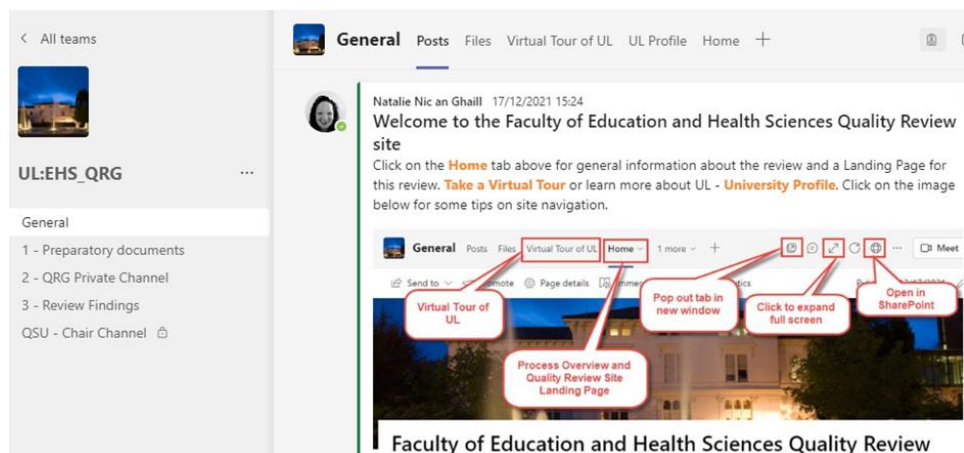 All teams
UL:EHS_QRG
General
1 - Preparatory documents
2 - QRG Private Channel
3 - Review Findings
QSU - Chair Channel
General Posts Files Virtual Tour of UL UL Profile Home
Natalie Nic an Ghaill 17/12/2021 15:24
Welcome to the Faculty of Education and Health Sciences Quality Review
site
Click on the Home tab above for general information about the review and a Landing Page for
this review. Take a Virtual Tour or learn more about UL - University Profile. Click on the image
below for some tips on site navigation.
General Posts Files Virtual Tour of UL Home 1 more Meet
Send to Page details
Virtual Tour of
UL
Pop out tab in
new window
Click to expand
full screen
Open in
SharePoint
Process Overview and
Quality Review Site
Landing Page
Faculty of Education and Health Sciences Quality Review